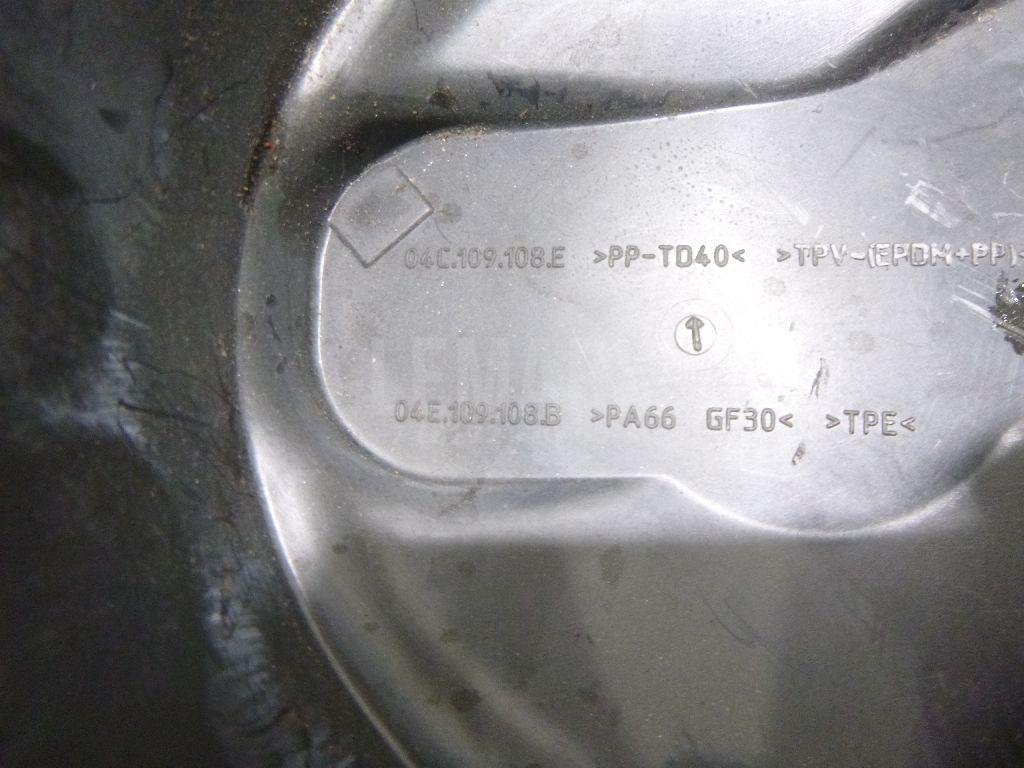 04C.109.108.E >PP-TD40< >TPV-(EPDM+PP)<
04E.109.108.B >PA66 GF30< >TPE<